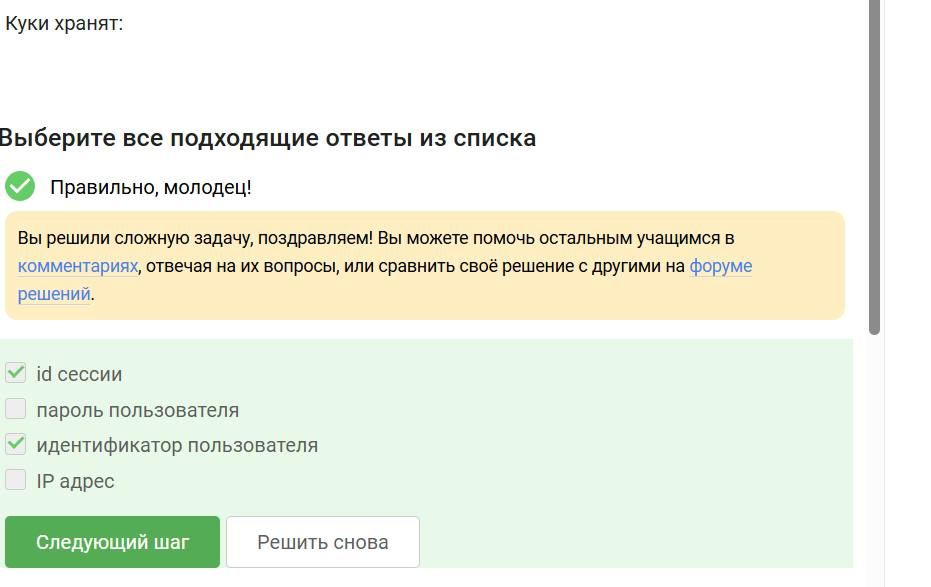 Куки хранят:
Выберите все подходящие ответы из списка
Правильно, молодец!
Вы решили сложную задачу, поздравляем! Вы можете помочь остальным учащимся в
комментариях, отвечая на их вопросы, или сравнить своё решение с другими на форуме
решений.
id сессии
пароль пользователя
идентификатор пользователя
IP адрес
Следующий шаг
Решить снова